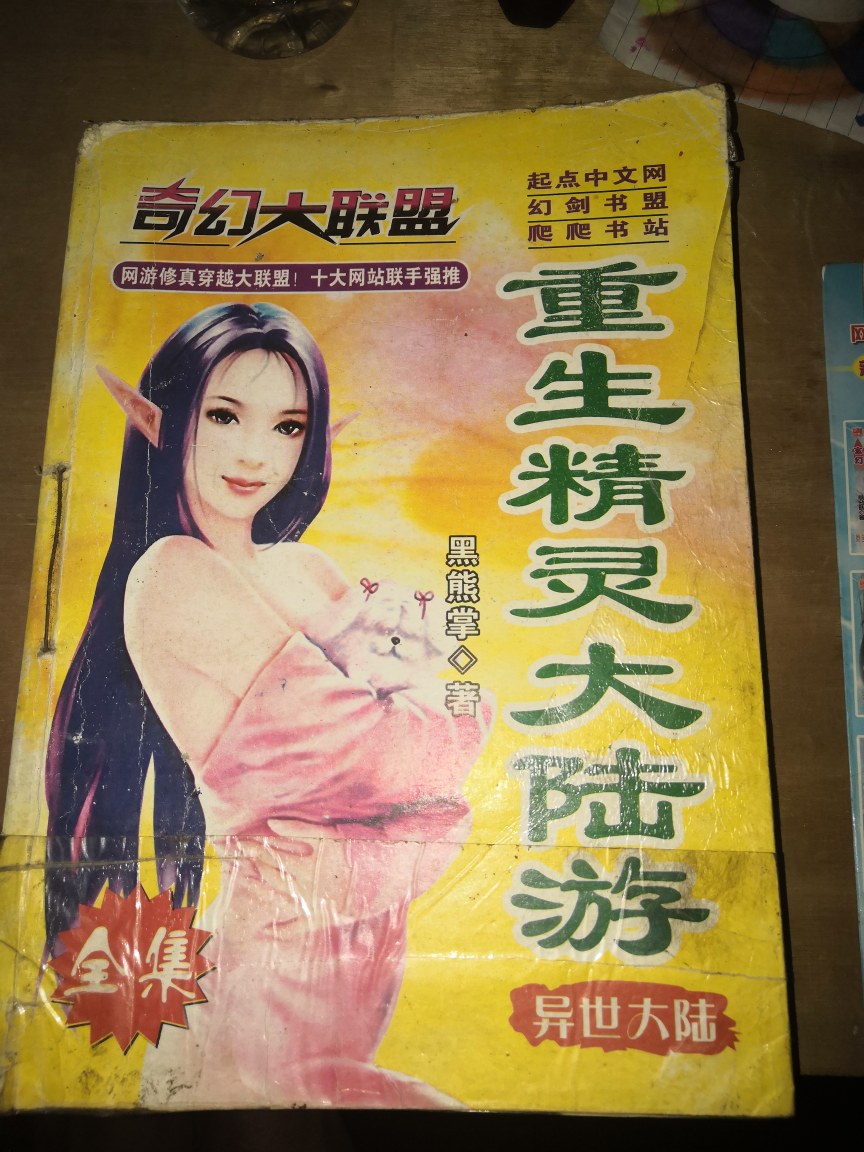 奇幻大联盟
网游修真穿越大联盟！十大网站联手强推
起点中文网
幻剑书盟
爬爬书站
重生精灵大陆游
黑熊掌◇著
异世大陆
全集